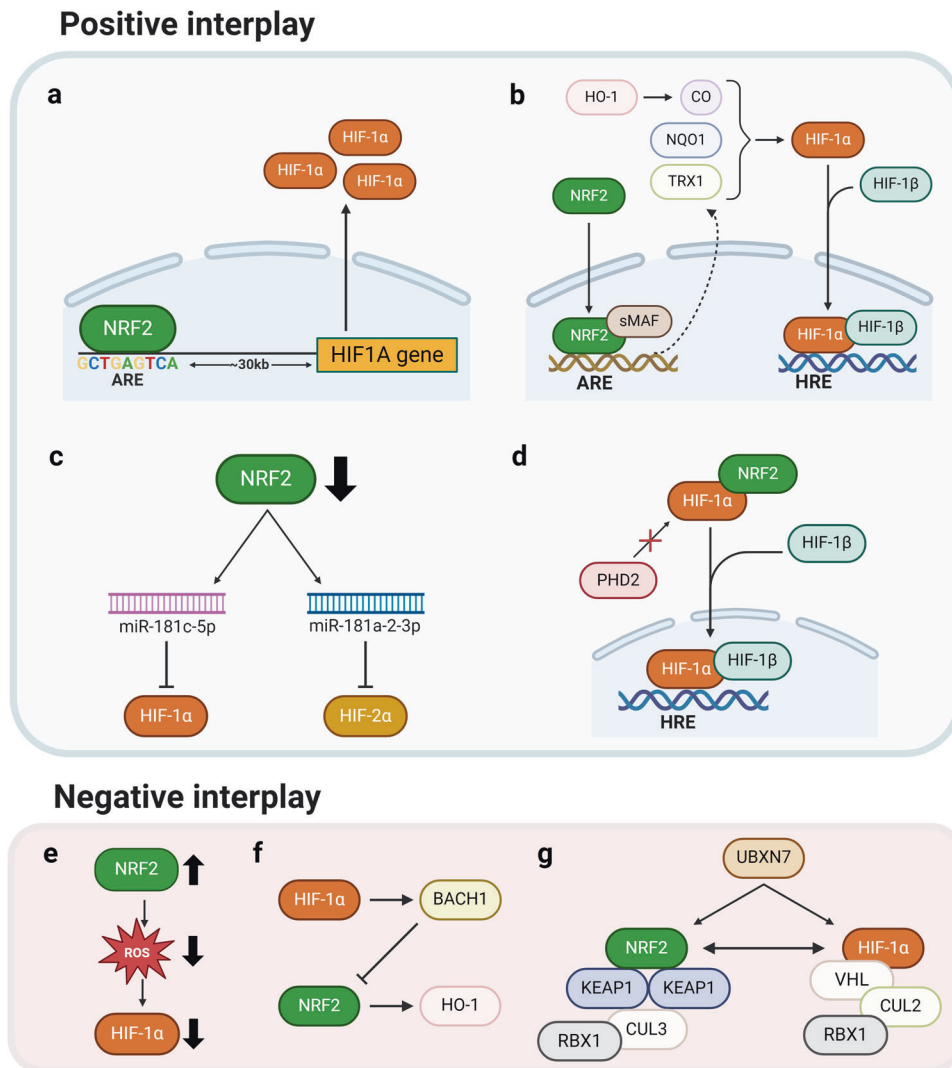 Positive interplay
a
HIF-1α
HIF-1α
HIF-1α
NRF2
GCTGAGTCA
ARE
~30kb
HIF1A gene
b
HO-1
CO
NQO1
TRX1
HIF-1α
HIF-1β
NRF2
NRF2
sMAF
ARE
HIF-1α
HIF-1β
HRE
c
NRF2
miR-181c-5p
miR-181a-2-3p
HIF-1α
HIF-2α
d
NRF2
HIF-1α
PHD2
HIF-1β
HIF-1α
HIF-1β
HRE
Negative interplay
e
NRF2
ROS
HIF-1α
f
HIF-1α
BACH1
NRF2
HO-1
g
UBXN7
NRF2
KEAP1
KEAP1
CUL3
RBX1
HIF-1α
VHL
CUL2
RBX1